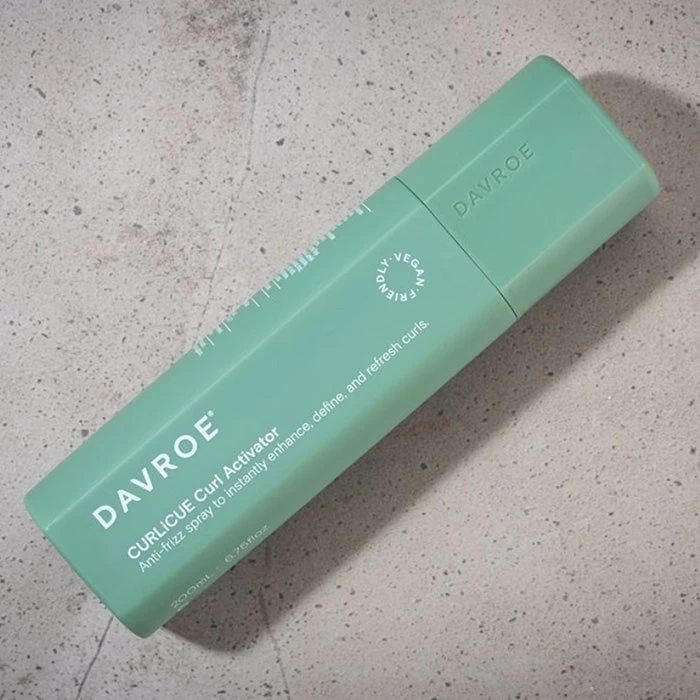 DAVROE
VEGAN · FRIENDLY ·
DAVROE®
CURLiCUE Curl Activator
Anti-frizz spray to instantly enhance, define, and refresh curls.
200mL · 6.75floz